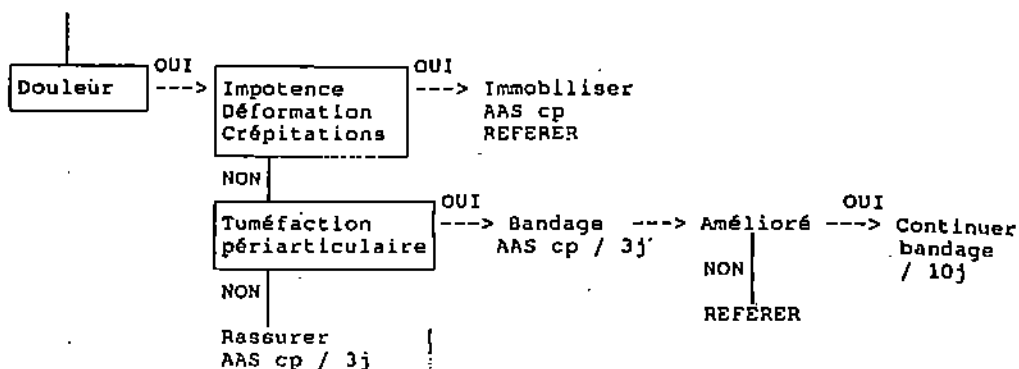 OUI OUI
Douleur ---> Impotence ---> Immobiliser
Déformation AAS cp
Crépitations REFERER
NON
OUI OUI
Tuméfaction ---> Bandage ---> Amélioré ---> Continuer
périarticulaire AAS cp / 3j bandage
NON / 10j
NON
REFERER
Rassurer
AAS cp / 3j